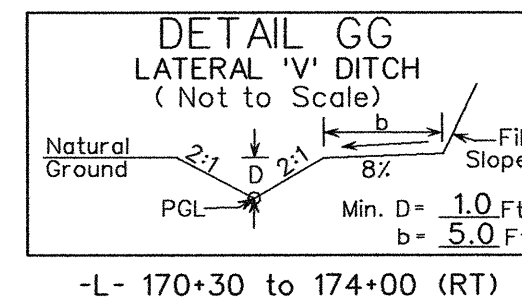 DETAIL GG
LATERAL 'V' DITCH
( Not to Scale)
b
Natural
Ground
2:1
D
2:1
8%
Slope
PGL
Min. D= 1.0 Ft
b= 5.0
-L- 170+30 to 174+00 (RT)